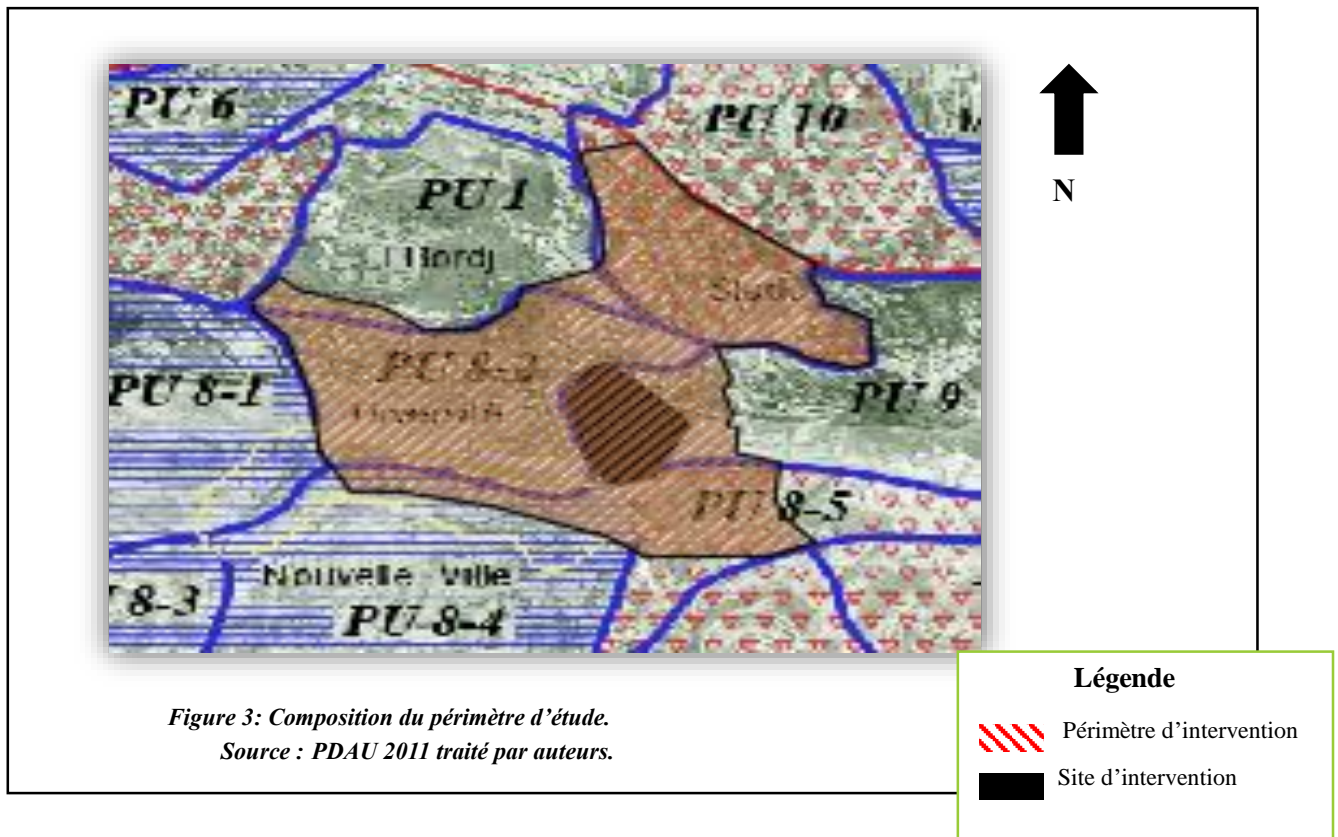 PU 6
PU 10
PU 1
N
PU 8-2
PU 8-1
PU 9
PU 8-5
Nouvelle Ville
8-3
PU-8-4
Légende
Figure 3: Composition du périmètre d’étude.
Périmètre d’intervention
Source : PDAU 2011 traité par auteurs.
Site d’intervention